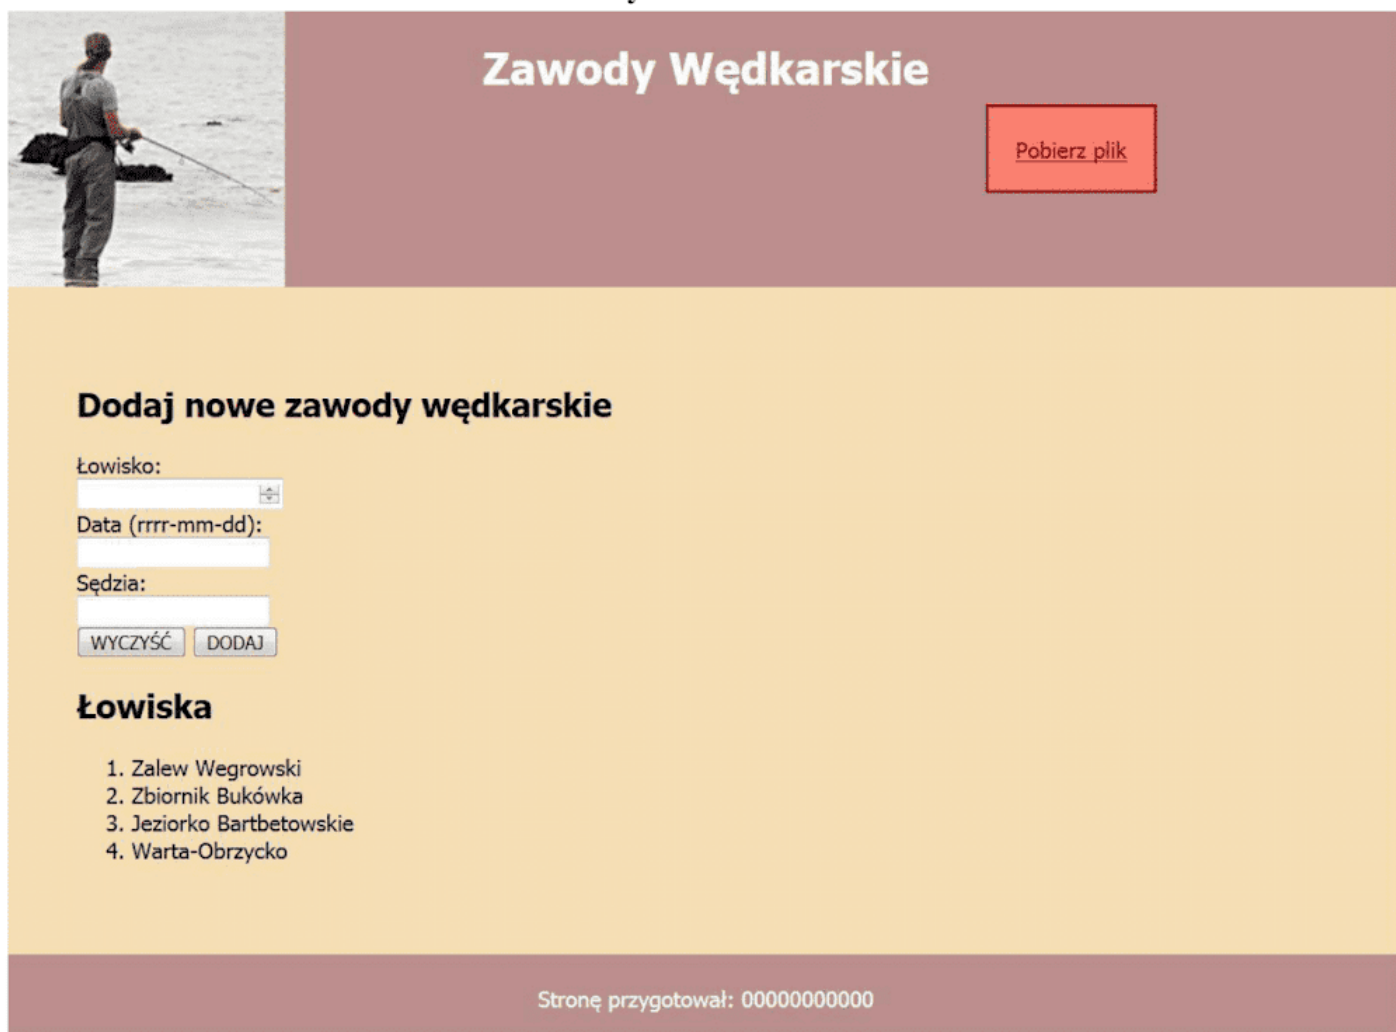 Zawody Wędkarskie
Pobierz plik
Dodaj nowe zawody wędkarskie
Łowisko:
Data (rrrr-mm-dd):
Sędzia:
WYCZYŚĆ DODAJ
Łowiska
1. Zalew Wegrowski
2. Zbiornik Bukówka
3. Jeziorko Bartbetowskie
4. Warta-Obrzycko
Stronę przygotował: 00000000000